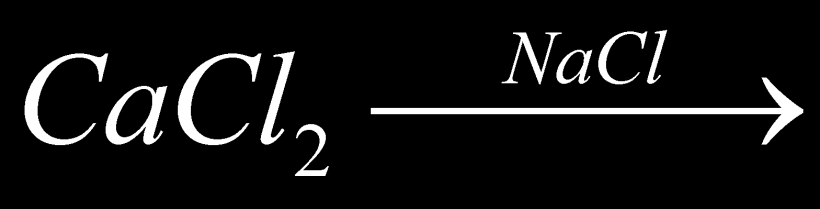 CaCl₂ NaCl →